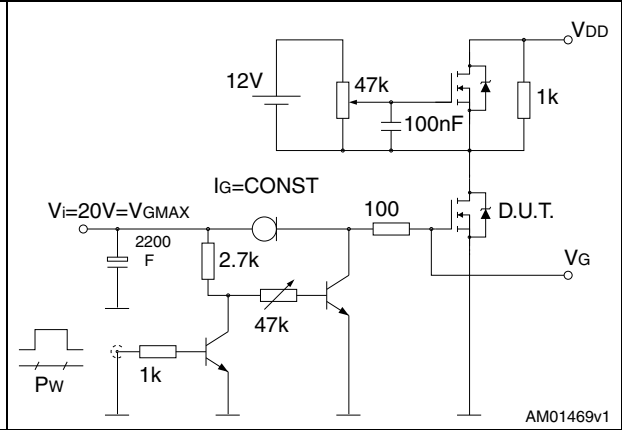 VDD
12V
47k
1k
100nF
IG=CONST
Vi=20V=VGMAX
100
D.U.T.
2200
F
2.7k
VG
47k
1k
PW
AM01469v1